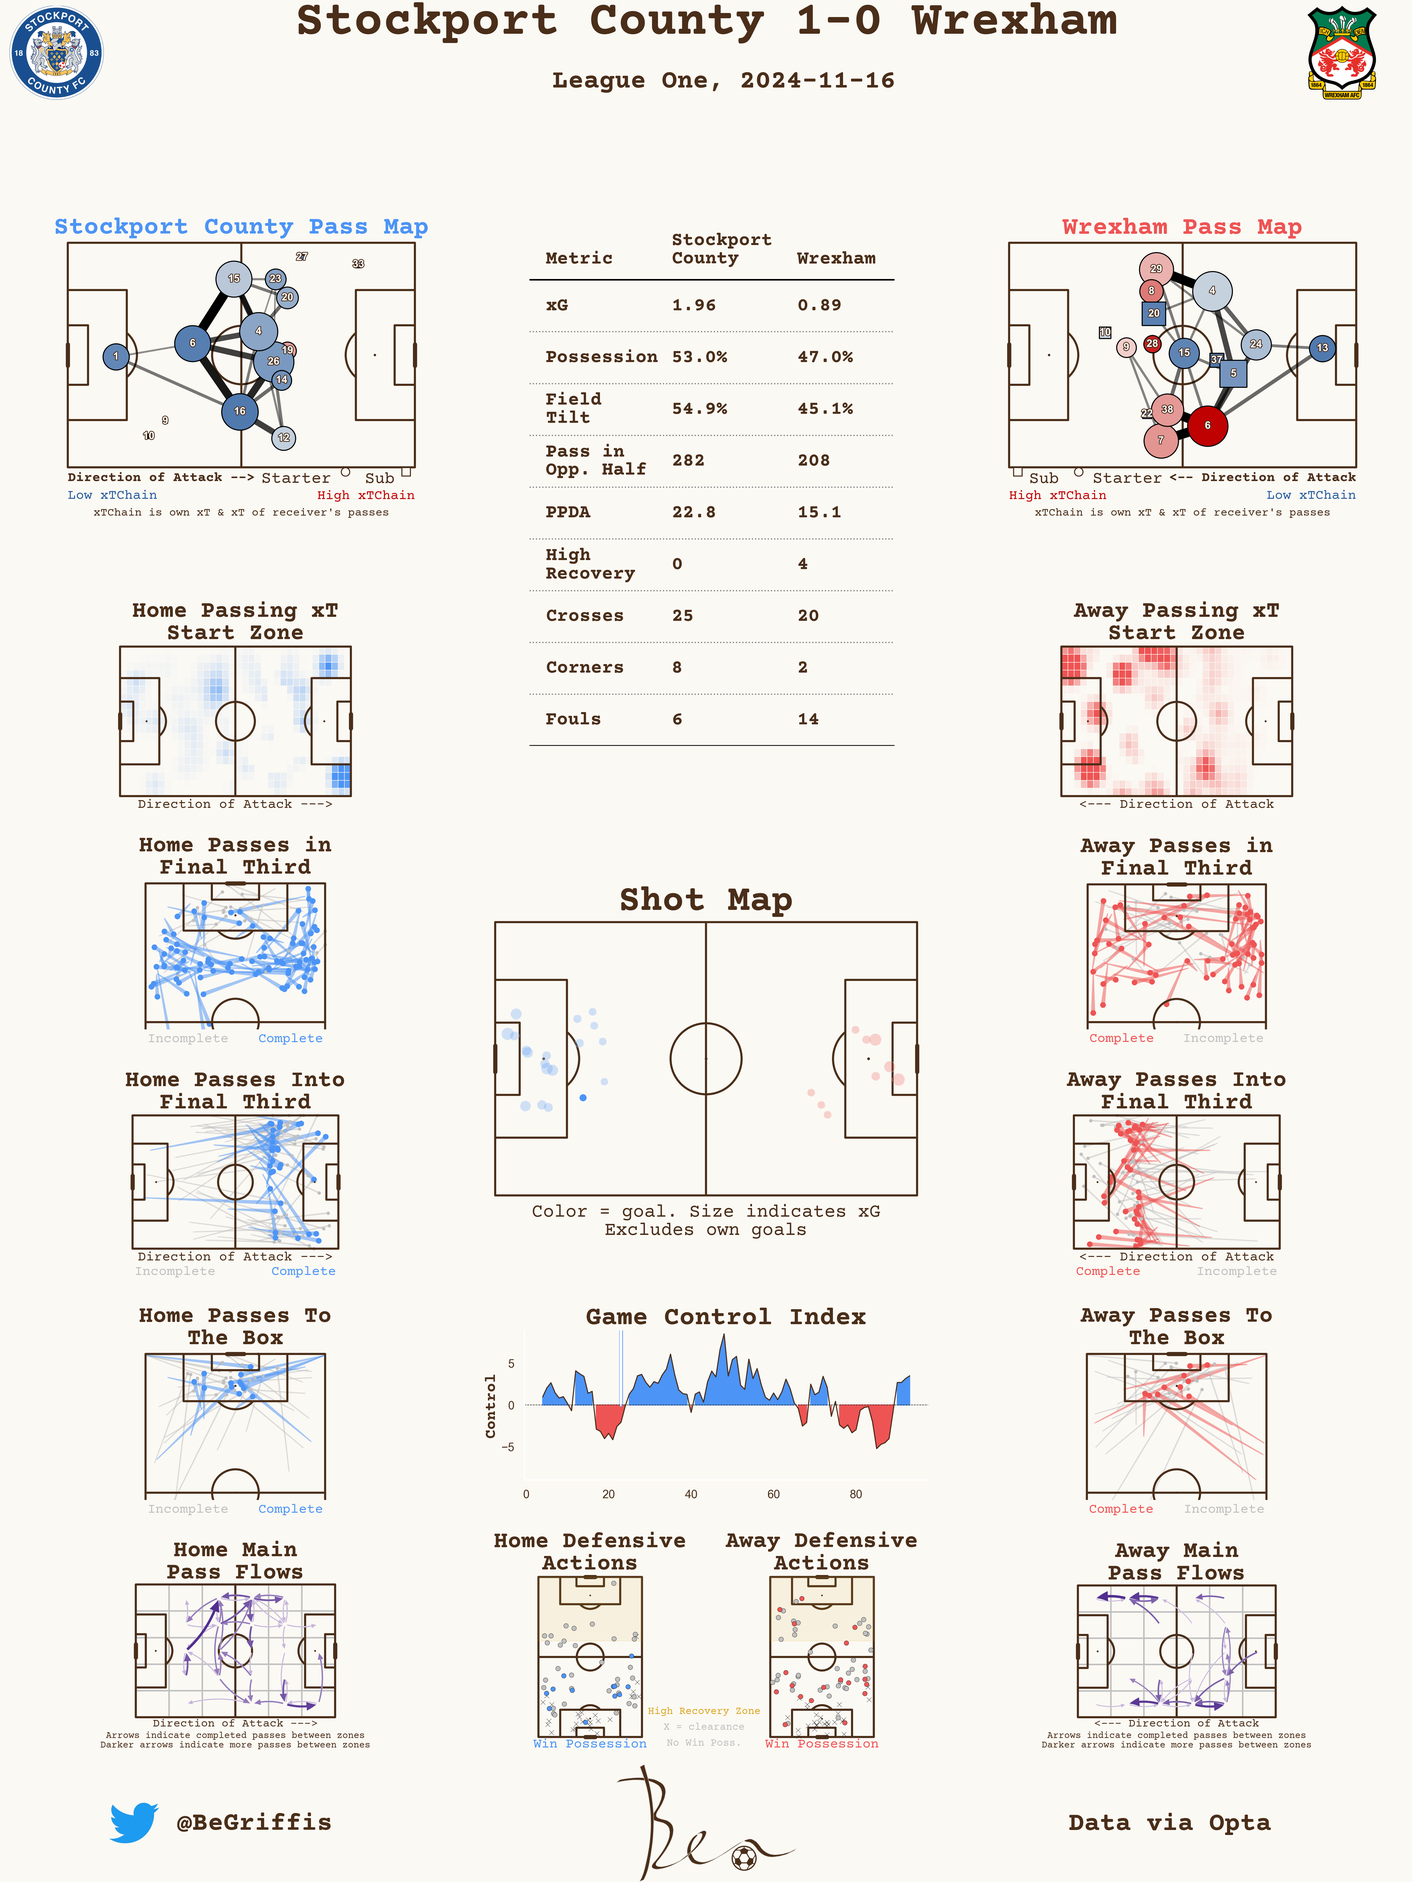 Stockport County 1-0 Wrexham
League One, 2024-11-16
STOCKPORT
18 83
COUNTY FC
1864 1864
WREXHAM AFC
Stockport County Pass Map
27
33
15
23
20
4
6
19
1
26
14
16
9
12
10
Direction of Attack --> Starter Sub
Low xTChain High xTChain
xTChain is own xT & xT of receiver's passes
Metric Stockport County Wrexham
xG 1.96 0.89
Possession 53.0% 47.0%
Field Tilt 54.9% 45.1%
Pass in Opp. Half 282 208
PPDA 22.8 15.1
High Recovery 0 4
Crosses 25 20
Corners 8 2
Fouls 6 14
Wrexham Pass Map
29
8
4
20
10
9
28
15
24
13
37
5
22
38
6
7
Sub Starter <-- Direction of Attack
High xTChain Low xTChain
xTChain is own xT & xT of receiver's passes
Home Passing xT
Start Zone
Direction of Attack --->
Away Passing xT
Start Zone
<--- Direction of Attack
Home Passes in
Final Third
Incomplete Complete
Away Passes in
Final Third
Complete Incomplete
Shot Map
Color = goal. Size indicates xG
Excludes own goals
Home Passes Into
Final Third
Direction of Attack --->
Incomplete Complete
Away Passes Into
Final Third
<--- Direction of Attack
Complete Incomplete
Home Passes To
The Box
Incomplete Complete
Game Control Index
Control
5
0
−5
0 20 40 60 80
Away Passes To
The Box
Complete Incomplete
Home Main
Pass Flows
Direction of Attack --->
Arrows indicate completed passes between zones
Darker arrows indicate more passes between zones
Home Defensive
Actions
Win Possession
High Recovery Zone
X = clearance
No Win Poss.
Away Defensive
Actions
Win Possession
Away Main
Pass Flows
<--- Direction of Attack
Arrows indicate completed passes between zones
Darker arrows indicate more passes between zones
@BeGriffis
Ben
Data via Opta